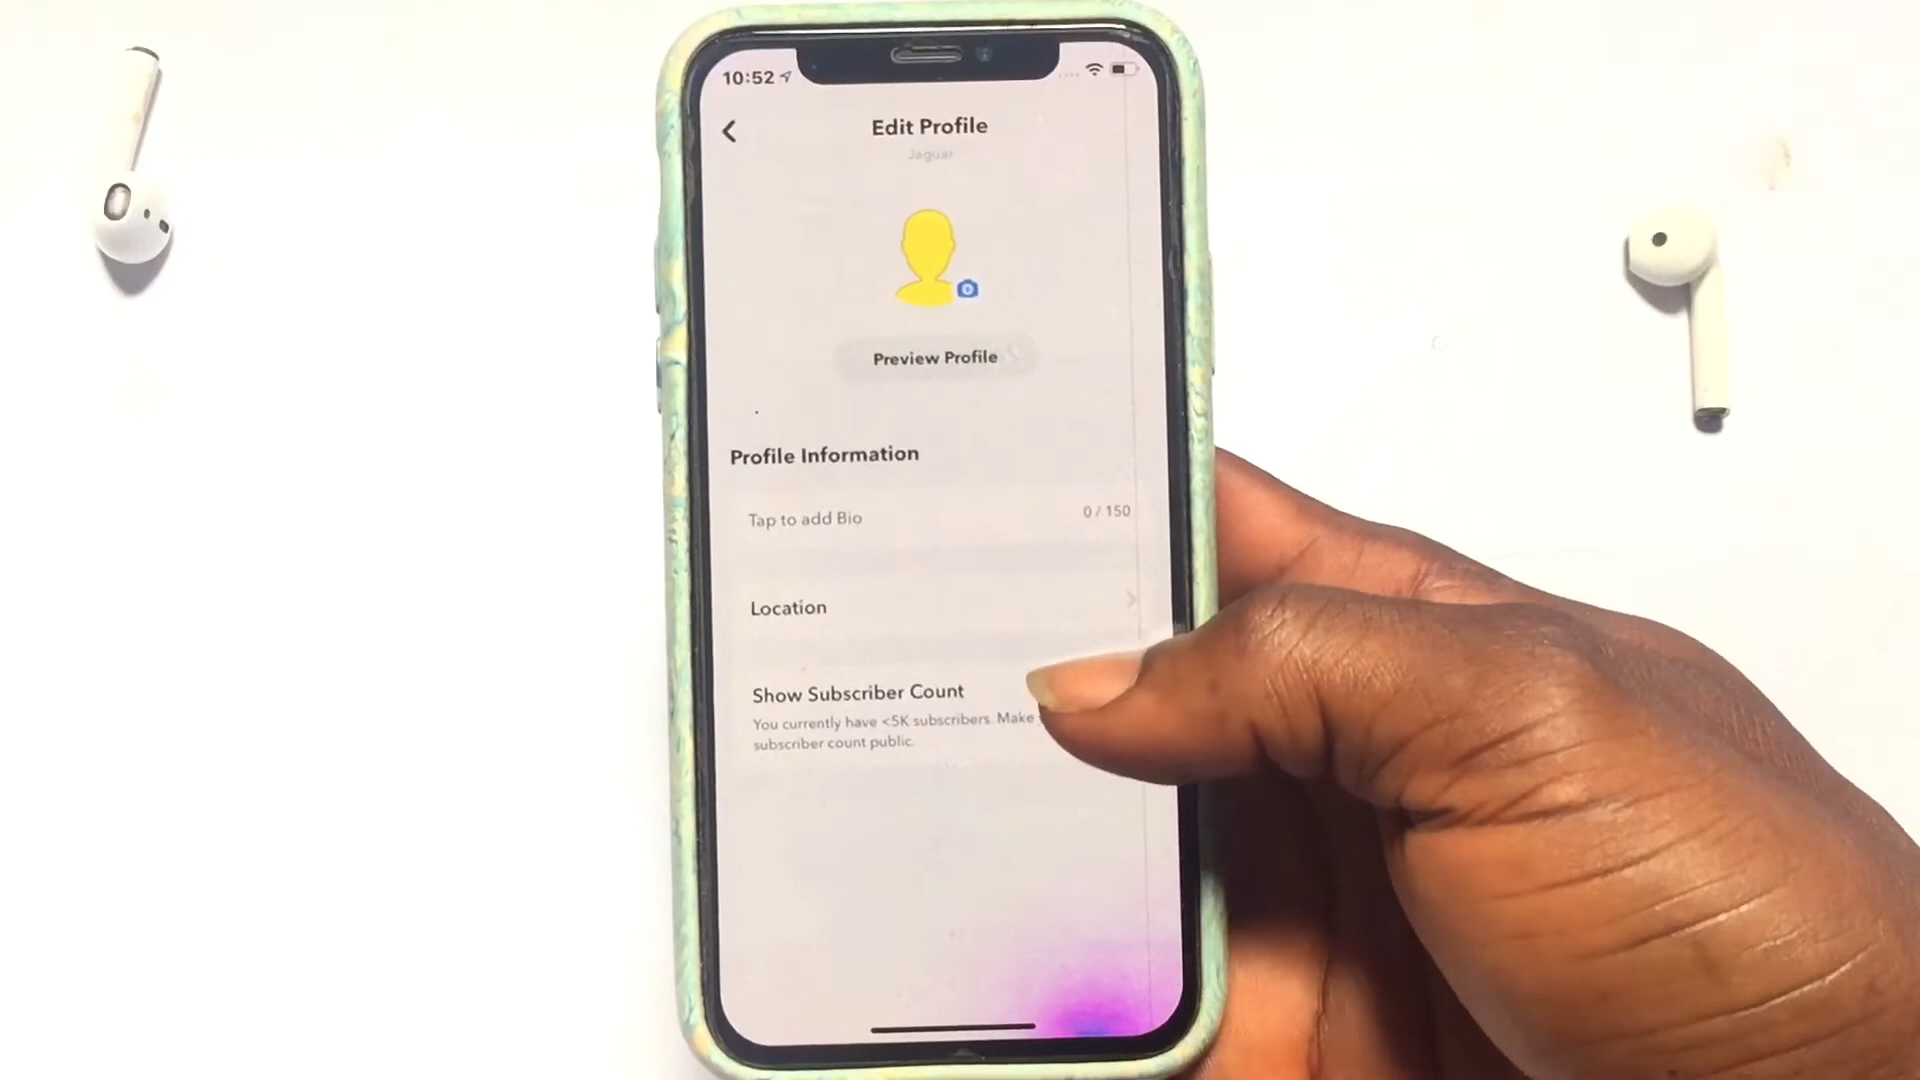 10:52
Edit Profile
Jaguar
Preview Profile
Profile Information
Tap to add Bio
0 / 150
Location
Show Subscriber Count
You currently have <5K subscribers. Make
subscriber count public.